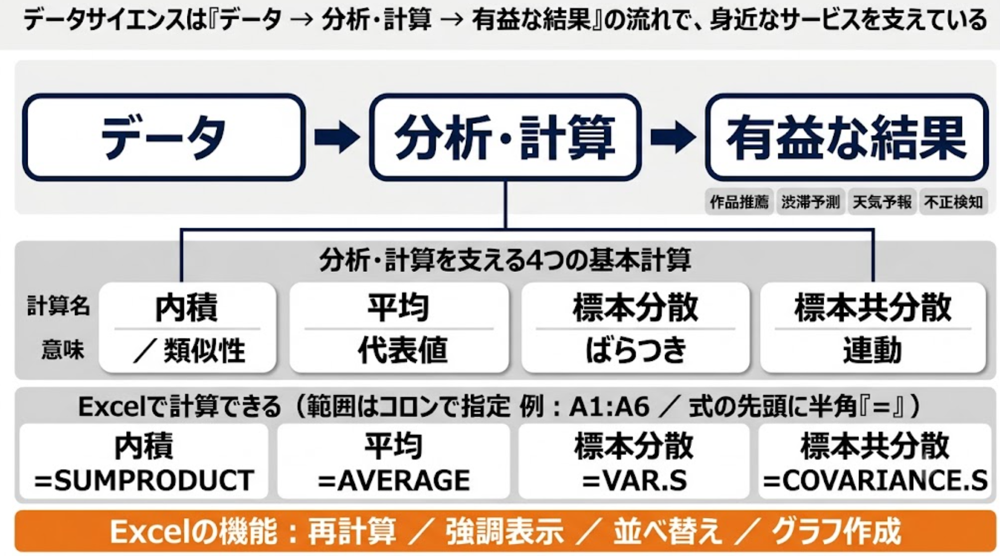 データサイエンスは『データ → 分析・計算 → 有益な結果』の流れで、身近なサービスを支えている
データ
分析・計算
有益な結果
作品推薦
渋滞予測
天気予報
不正検知
分析・計算を支える4つの基本計算
計算名
内積
平均
標本分散
標本共分散
意味
／類似性
代表値
ばらつき
連動
Excelで計算できる（範囲はコロンで指定 例：A1:A6 ／ 式の先頭に半角『=』）
内積
=SUMPRODUCT
平均
=AVERAGE
標本分散
=VAR.S
標本共分散
=COVARIANCE.S
Excelの機能：再計算 ／ 強調表示 ／ 並べ替え ／ グラフ作成